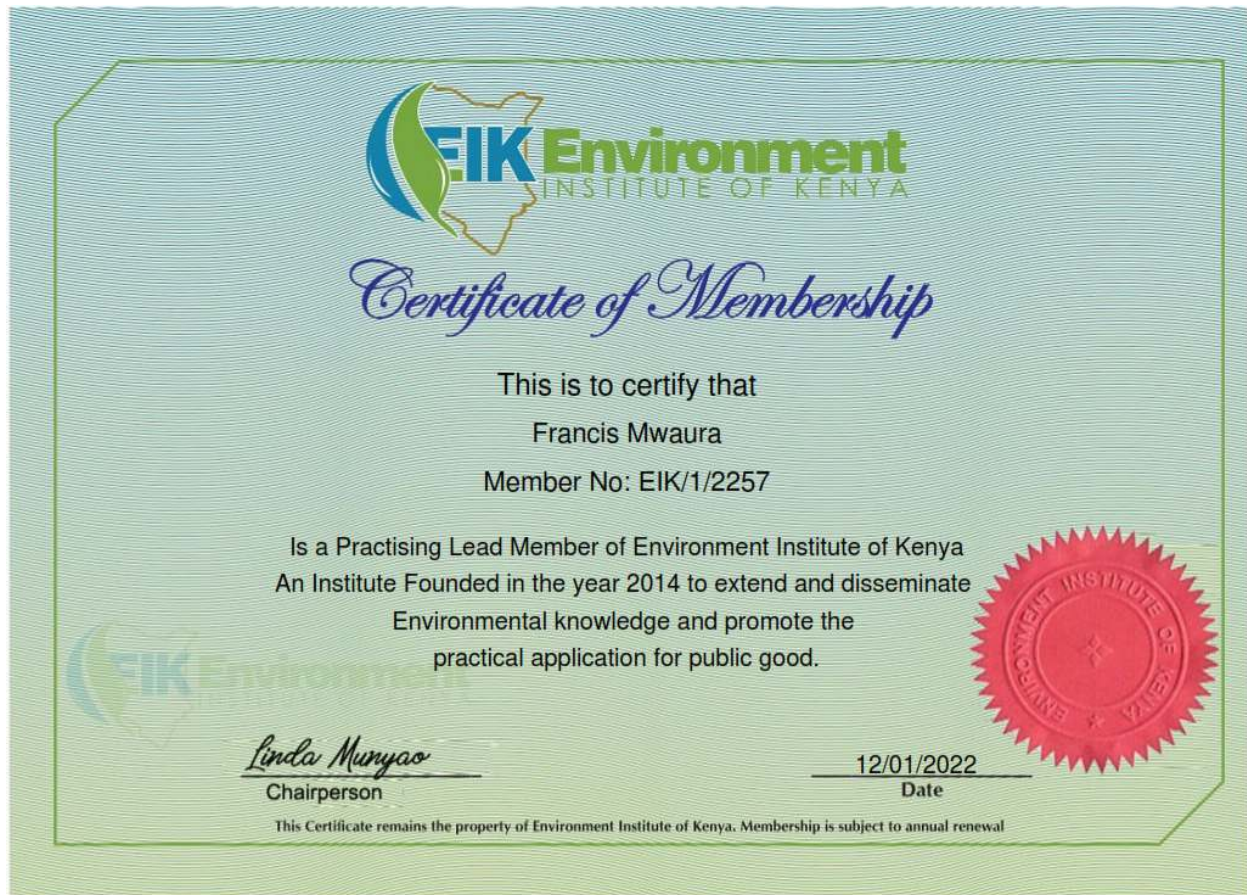 EIK Environment
INSTITUTE OF KENYA
Certificate of Membership
This is to certify that
Francis Mwaura
Member No: EIK/1/2257
Is a Practising Lead Member of Environment Institute of Kenya
An Institute Founded in the year 2014 to extend and disseminate
Environmental knowledge and promote the
practical application for public good.
ENVIRONMENT INSTITUTE OF KENYA
EIK Environment
Linda Munyao
Chairperson
12/01/2022
Date
This Certificate remains the property of Environment Institute of Kenya. Membership is subject to annual renewal